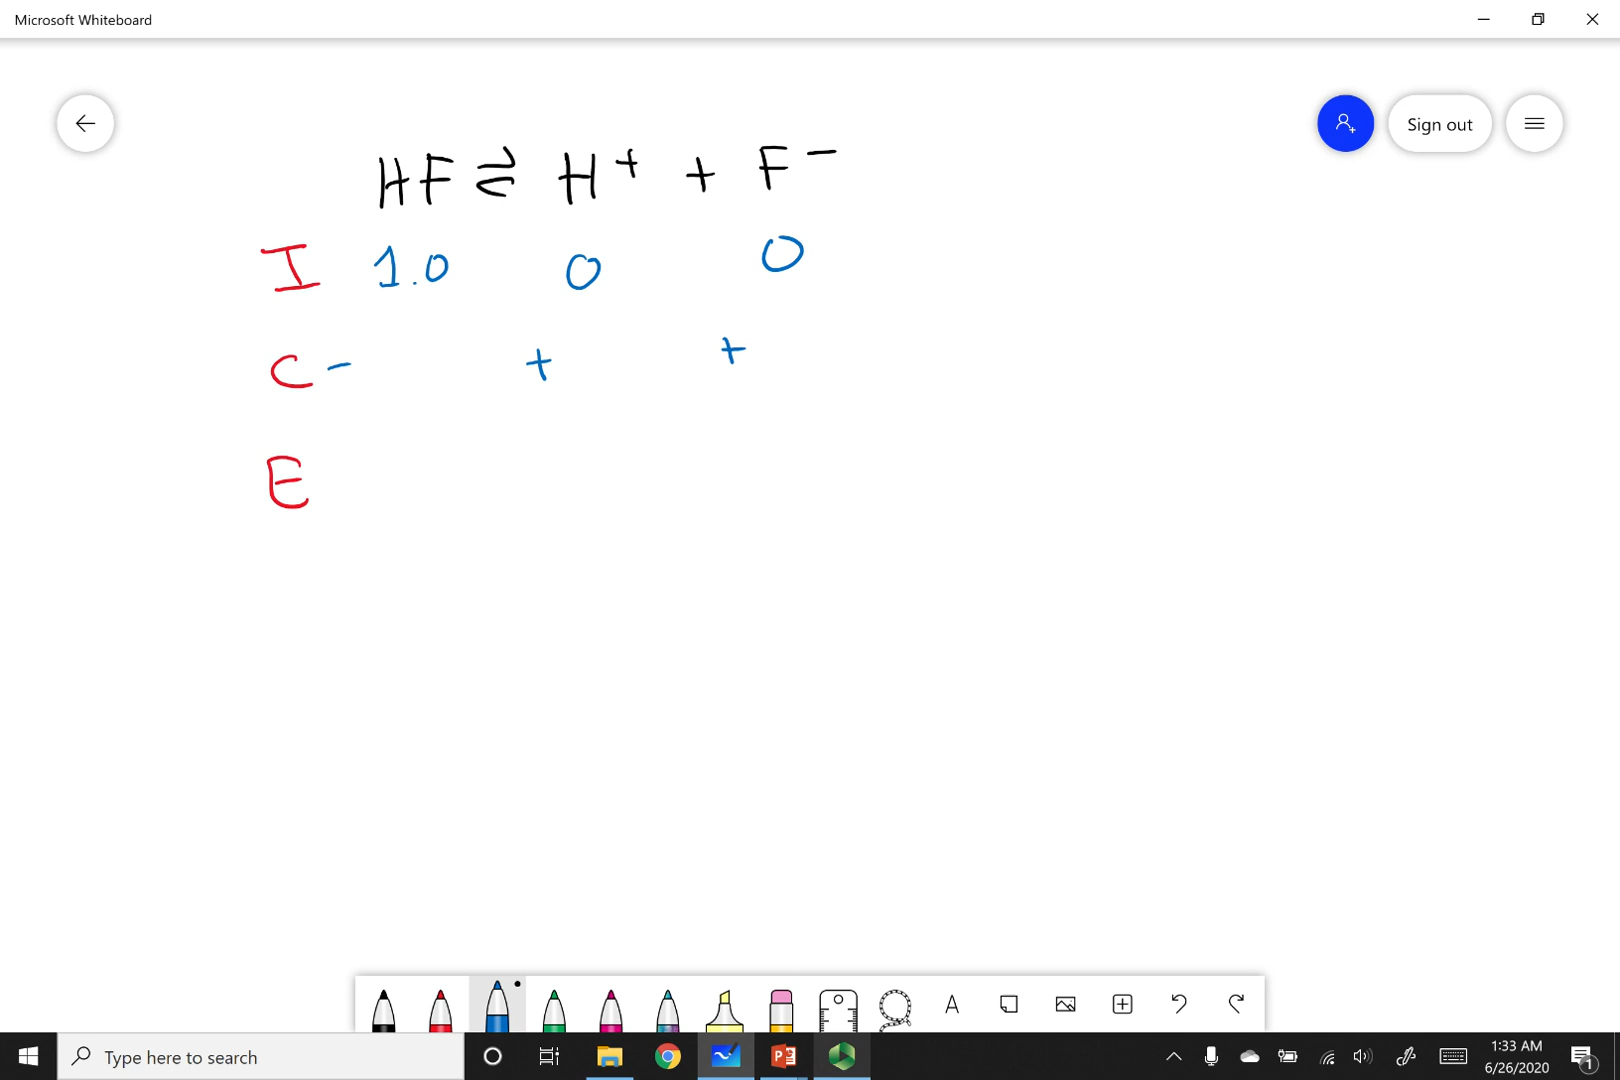 Microsoft Whiteboard
Sign out
HF ⇌ H⁺ + F⁻
I 1.0 0 0
C - + +
E
A
Type here to search
1:33 AM
6/26/2020
1